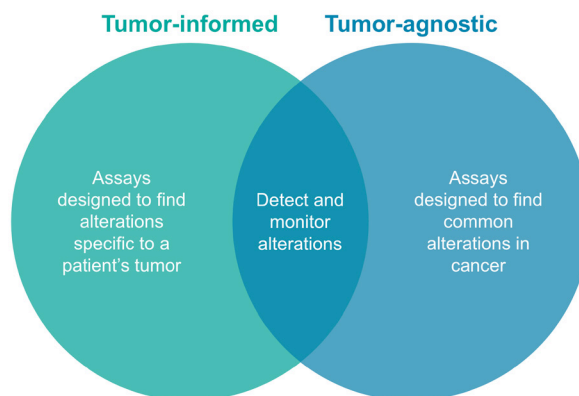 Tumor-informed
Tumor-agnostic
Assays
designed to find
alterations
specific to a
patient’s tumor
Detect and
monitor
alterations
Assays
designed to find
common
alterations in
cancer